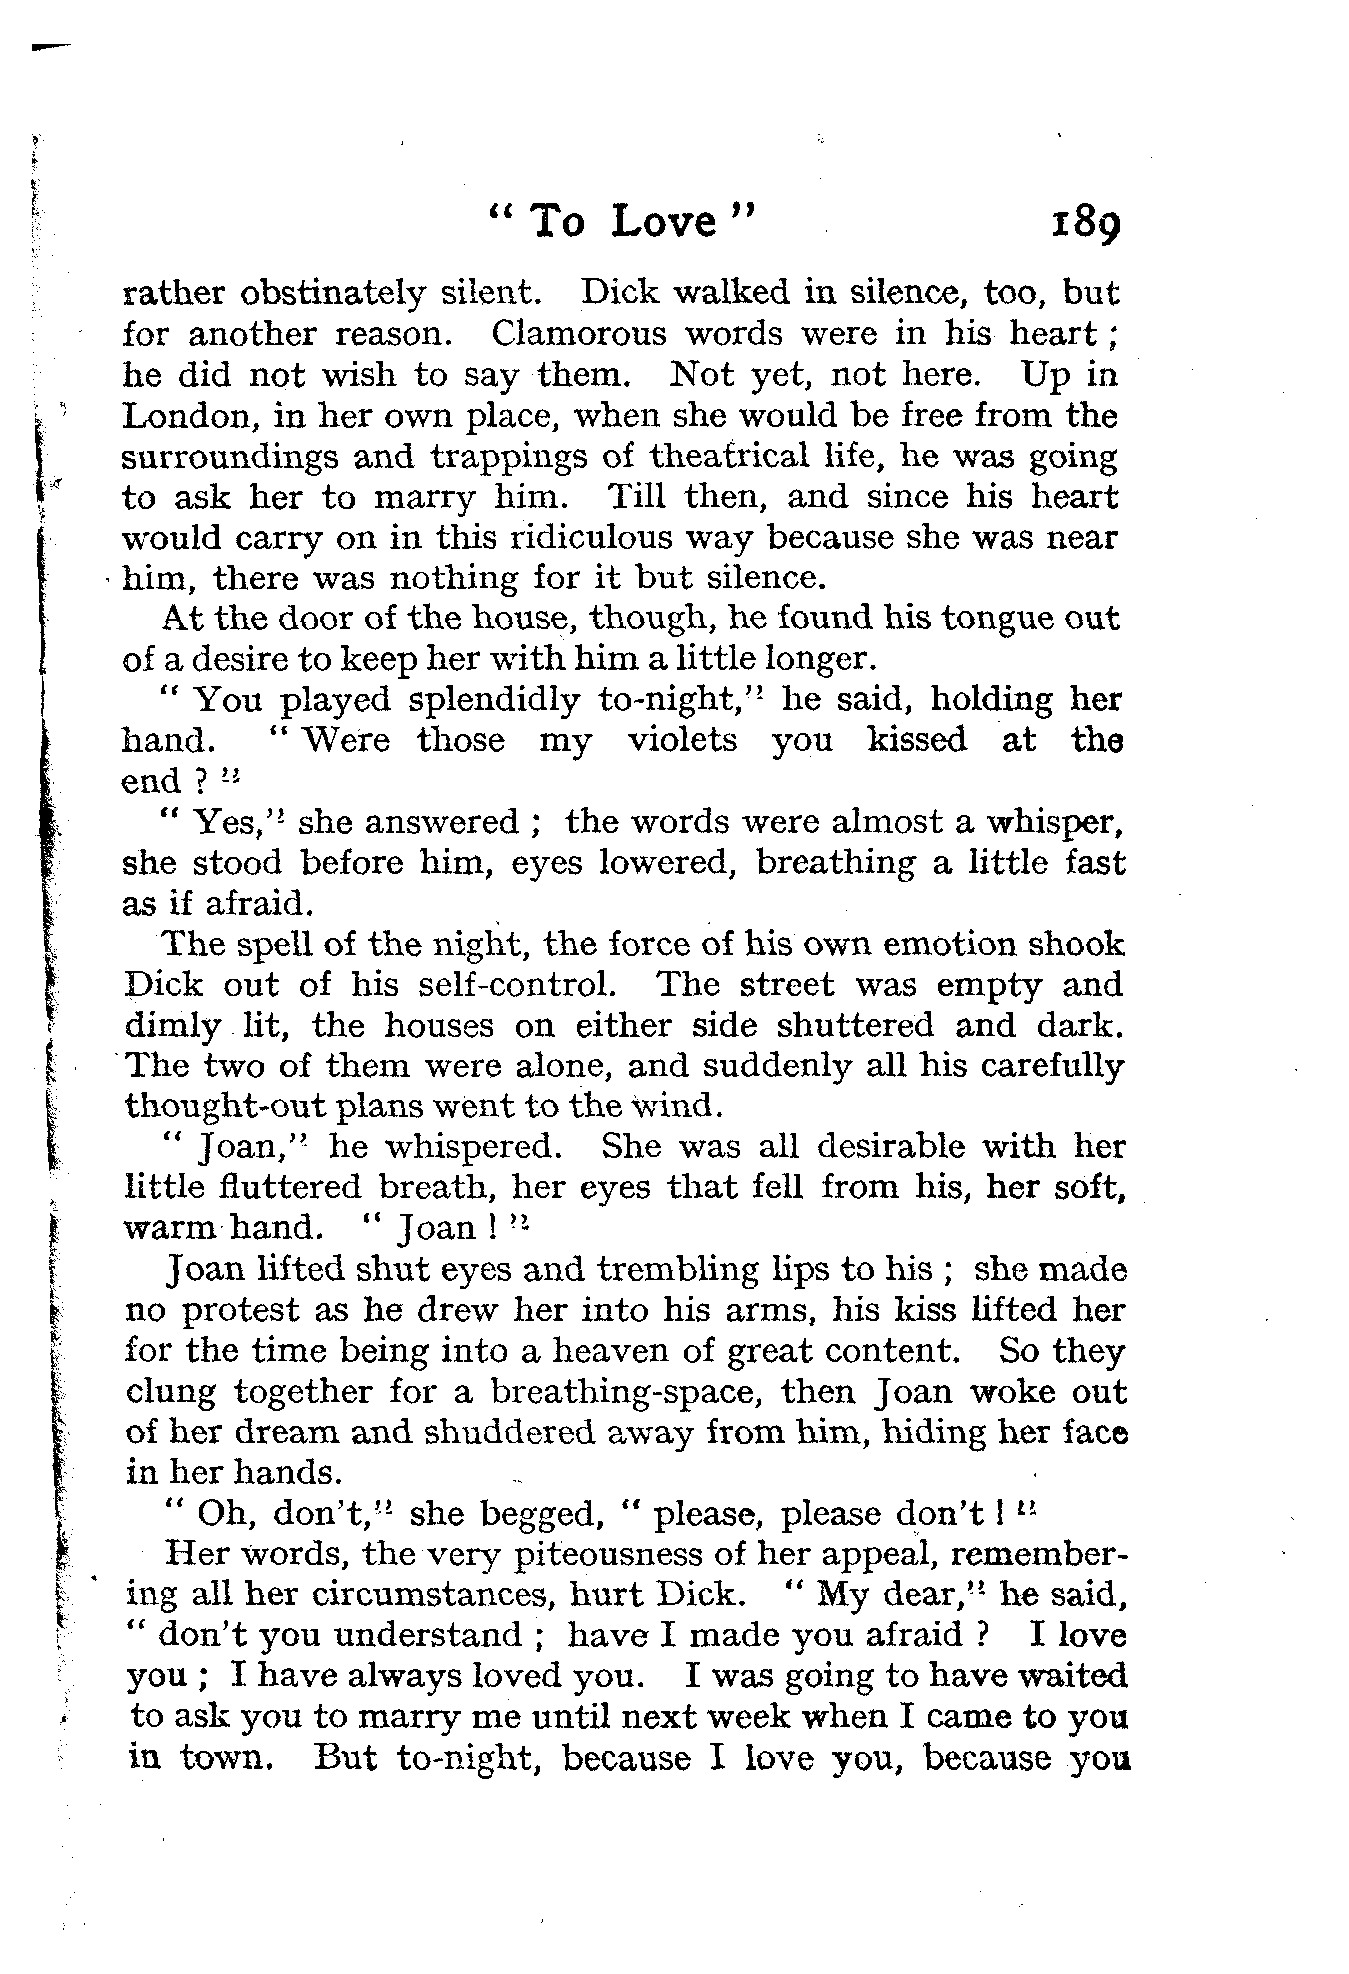 “ To Love ” 189
rather obstinately silent. Dick walked in silence, too, but
for another reason. Clamorous words were in his heart ;
he did not wish to say them. Not yet, not here. Up in
London, in her own place, when she would be free from the
surroundings and trappings of theatrical life, he was going
to ask her to marry him. Till then, and since his heart
would carry on in this ridiculous way because she was near
him, there was nothing for it but silence.
At the door of the house, though, he found his tongue out
of a desire to keep her with him a little longer.
“ You played splendidly to-night,” he said, holding her
hand. “ Were those my violets you kissed at the
end ? ”
“ Yes,” she answered ; the words were almost a whisper,
she stood before him, eyes lowered, breathing a little fast
as if afraid.
The spell of the night, the force of his own emotion shook
Dick out of his self-control. The street was empty and
dimly lit, the houses on either side shuttered and dark.
The two of them were alone, and suddenly all his carefully
thought-out plans went to the wind.
“ Joan,” he whispered. She was all desirable with her
little fluttered breath, her eyes that fell from his, her soft,
warm hand. “ Joan ! ”
Joan lifted shut eyes and trembling lips to his ; she made
no protest as he drew her into his arms, his kiss lifted her
for the time being into a heaven of great content. So they
clung together for a breathing-space, then Joan woke out
of her dream and shuddered away from him, hiding her face
in her hands.
“ Oh, don't,” she begged, “ please, please don't ! ”
Her words, the very piteousness of her appeal, remember-
ing all her circumstances, hurt Dick. “ My dear,” he said,
“ don't you understand ; have I made you afraid ? I love
you ; I have always loved you. I was going to have waited
to ask you to marry me until next week when I came to you
in town. But to-night, because I love you, because you